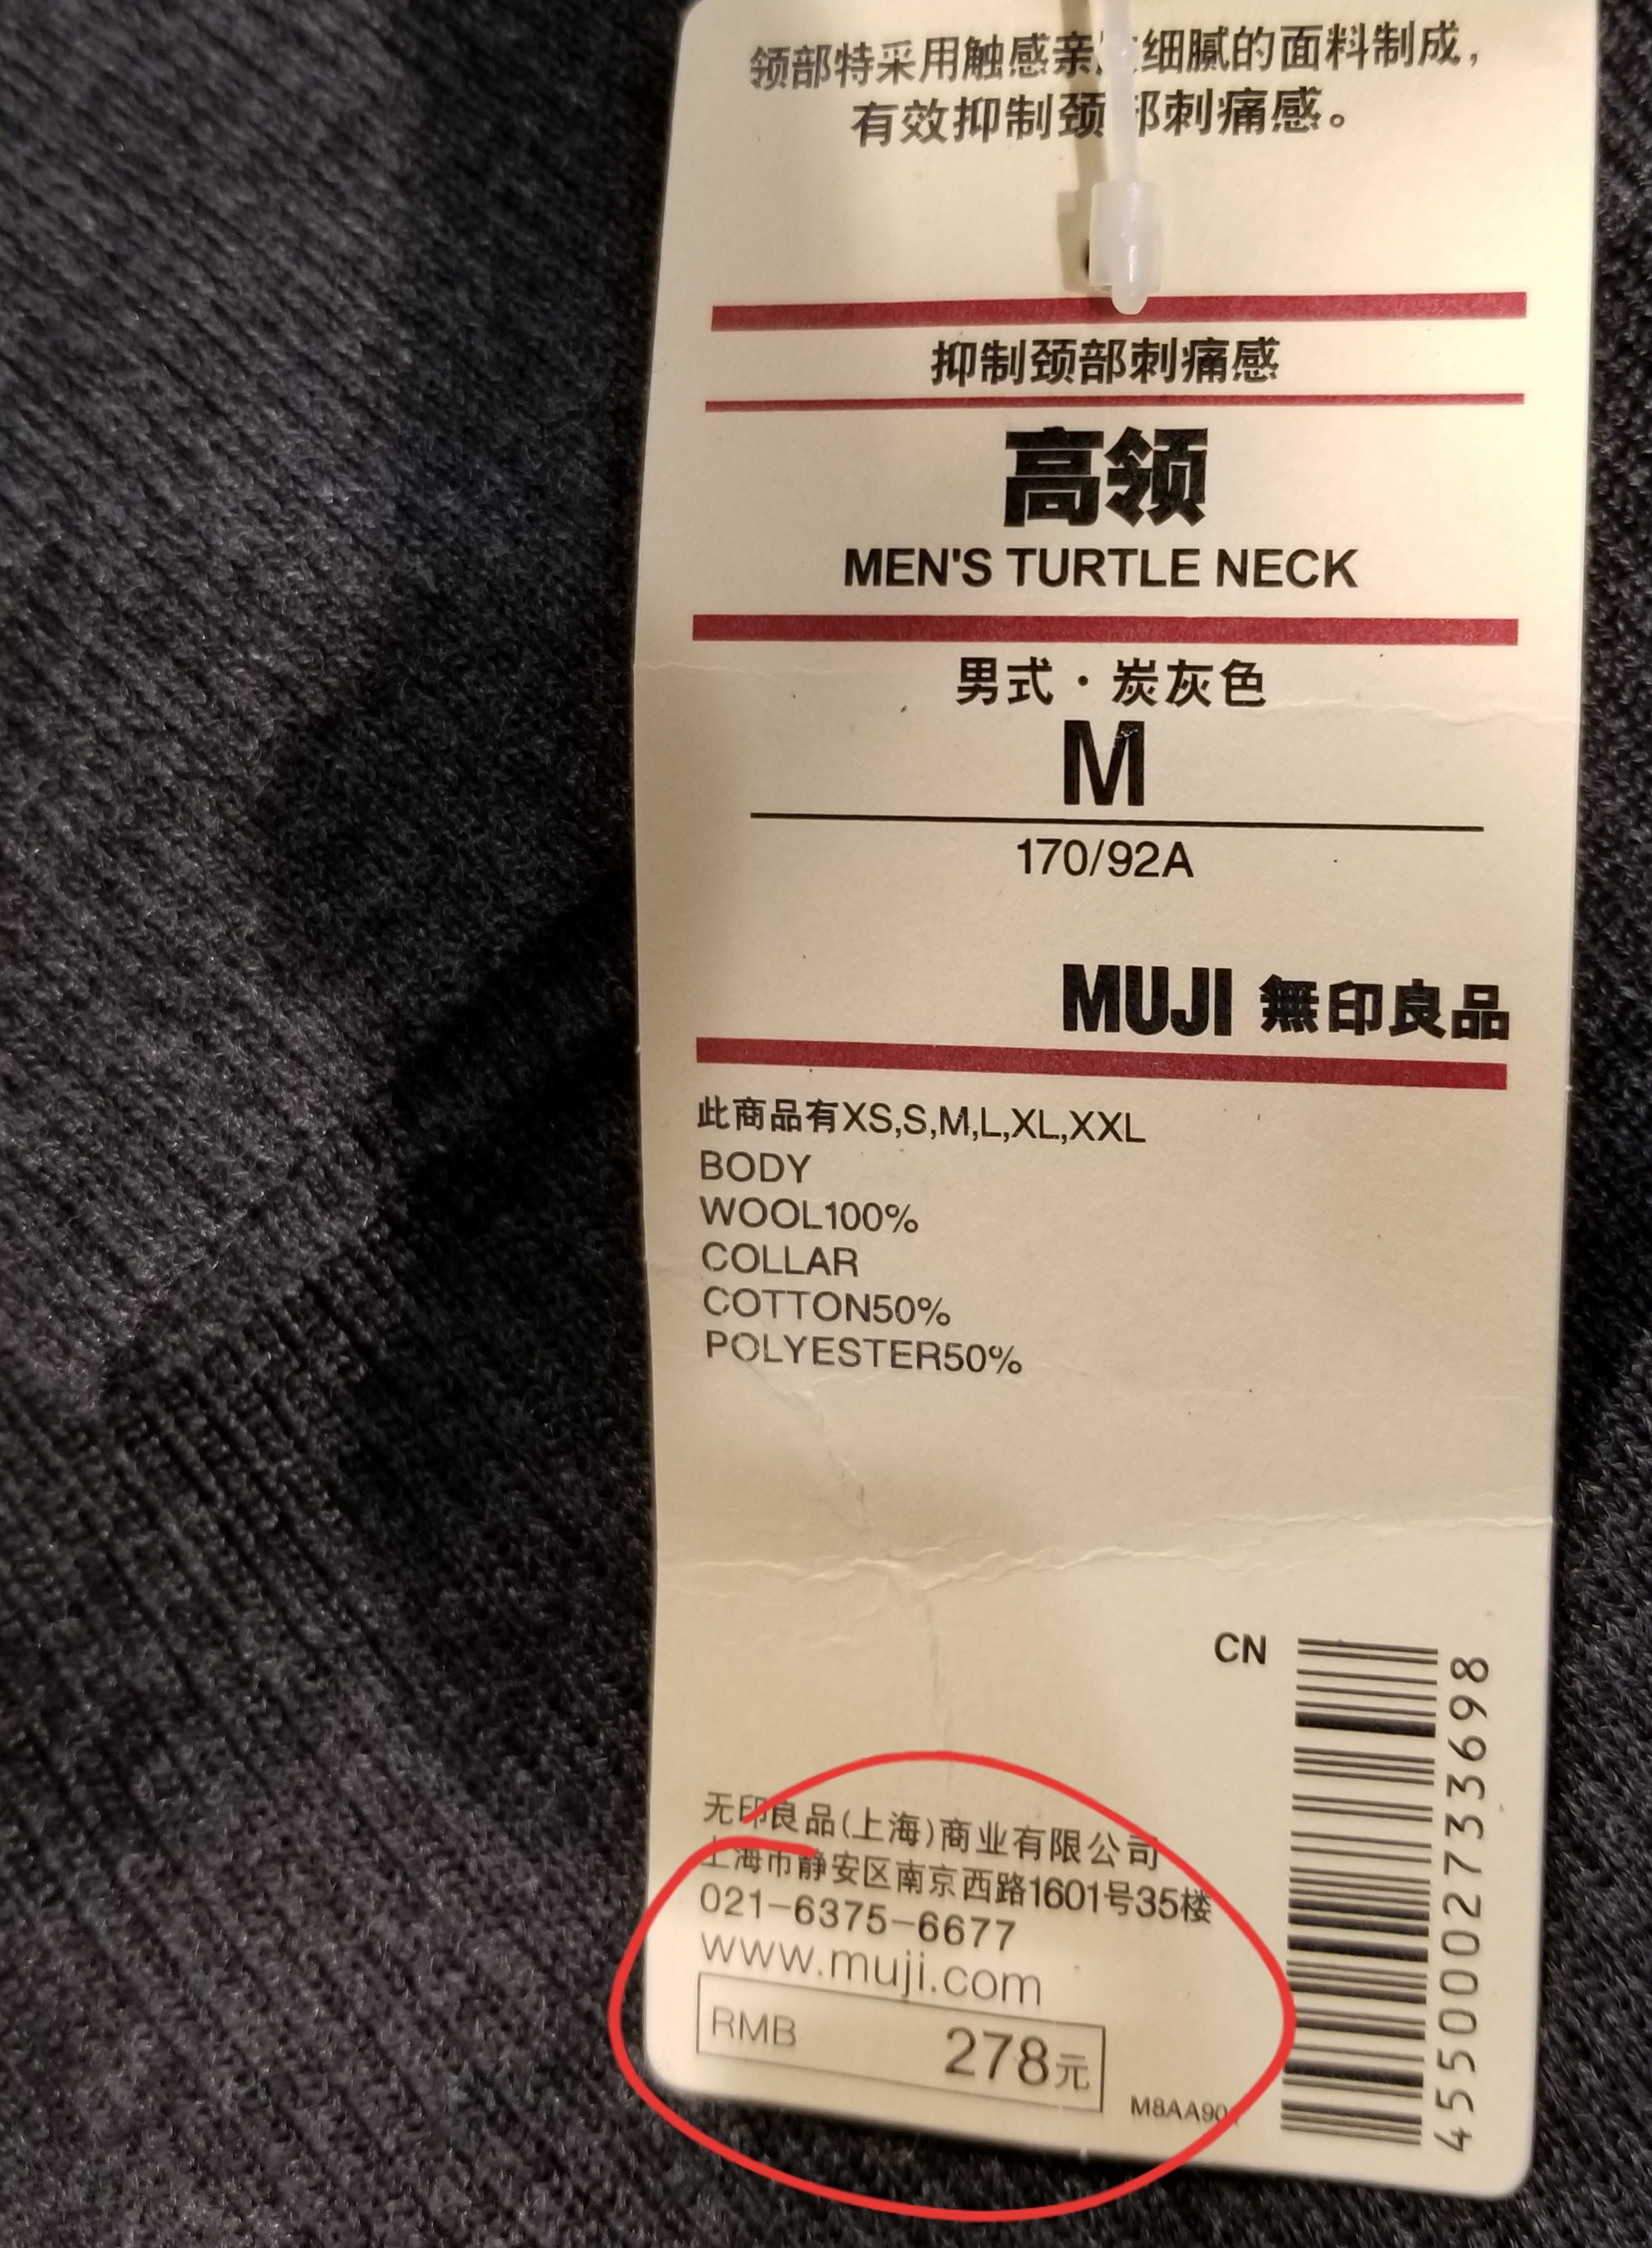 领部特采用触感亲细腻的面料制成，
有效抑制颈部刺痛感。
抑制颈部刺痛感
高领
MEN'S TURTLE NECK
男式·炭灰色
M
170/92A
MUJI 無印良品
此商品有XS,S,M,L,XL,XXL
BODY
WOOL100%
COLLAR
COTTON50%
POLYESTER50%
CN
4550002733698
无印良品(上海)商业有限公司
上海市静安区南京西路1601号35楼
021-6375-6677
www.muji.com
RMB 278元